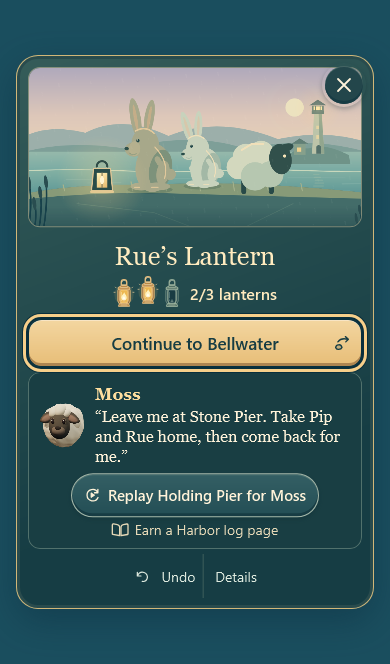 Rue’s Lantern
2/3 lanterns
Continue to Bellwater
Moss
“Leave me at Stone Pier. Take Pip
and Rue home, then come back for
me.”
Replay Holding Pier for Moss
Earn a Harbor log page
Undo
Details